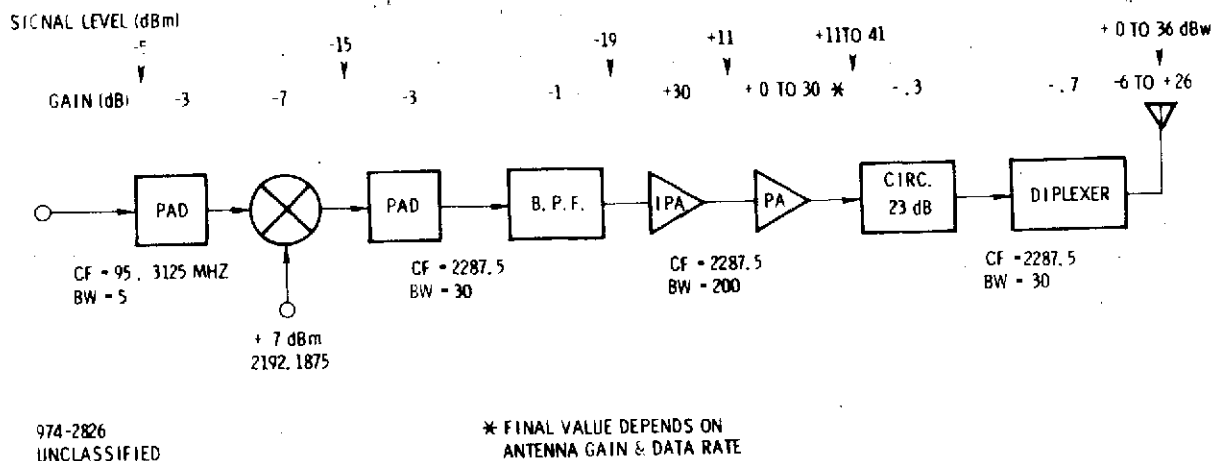 SIGNAL LEVEL (dBm)
-5 -15 -19 +11 +11 TO 41 + 0 TO 36 dBw
GAIN (dB) -3 -7 -3 -1 +30 + 0 TO 30 * -.3 -.7 -6 TO +26
PAD PAD B. P. F. IPA PA CIRC. 23 dB DIPLEXER
CF = 95. 3125 MHZ
BW = 5
CF = 2287.5
BW = 30
CF = 2287.5
BW = 200
CF = 2287.5
BW = 30
+ 7 dBm
2192.1875
974-2826
UNCLASSIFIED
* FINAL VALUE DEPENDS ON
ANTENNA GAIN & DATA RATE